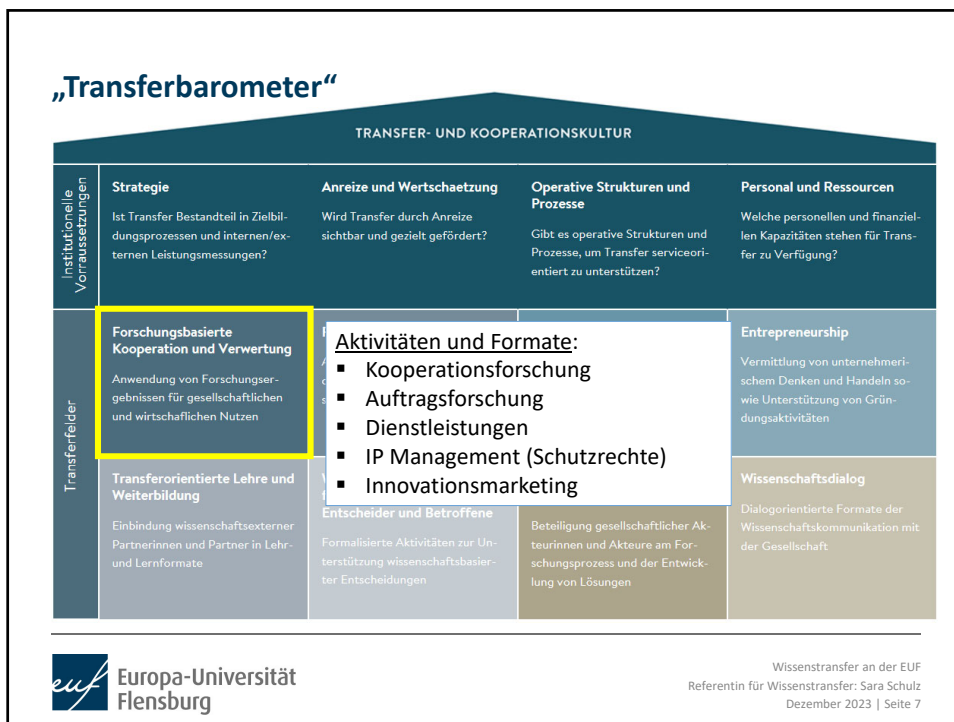 „Transferbarometer“
TRANSFER- UND KOOPERATIONSKULTUR
Institutionelle
Vorraussetzungen
Strategie
Ist Transfer Bestandteil in Zielbil-
dungsprozessen und internen/ex-
ternen Leistungsmessungen?
Anreize und Wertschaetzung
Wird Transfer durch Anreize
sichtbar und gezielt gefördert?
Operative Strukturen und
Prozesse
Gibt es operative Strukturen und
Prozesse, um Transfer serviceori-
entiert zu unterstützen?
Personal und Ressourcen
Welche personellen und finanziel-
len Kapazitäten stehen für Trans-
fer zu Verfügung?
Transferfelder
Forschungsbasierte
Kooperation und Verwertung
Anwendung von Forschungser-
gebnissen für gesellschaftlichen
und wirtschaflichen Nutzen
Aktivitäten und Formate:
▪ Kooperationsforschung
▪ Auftragsforschung
▪ Dienstleistungen
▪ IP Management (Schutzrechte)
▪ Innovationsmarketing
Entrepreneurship
Vermittlung von unternehmeri-
schem Denken und Handeln so-
wie Unterstützung von Grün-
dungsaktivitäten
Transferorientierte Lehre und
Weiterbildung
Einbindung wissenschaftsexterner
Partnerinnen und Partner in Lehr-
und Lernformate
Entscheider und Betroffene
Formalisierte Aktivitäten zur Un-
terstützung wissenschaftsbasier-
ter Entscheidungen
Beteiligung gesellschaftlicher Ak-
teurinnen und Akteure am For-
schungsprozess und der Entwick-
lung von Lösungen
Wissenschaftsdialog
Dialogorientierte Formate der
Wissenschaftskommunikation mit
der Gesellschaft
euf
Europa-Universität
Flensburg
Wissenstransfer an der EUF
Referentin für Wissenstransfer: Sara Schulz
Dezember 2023 | Seite 7